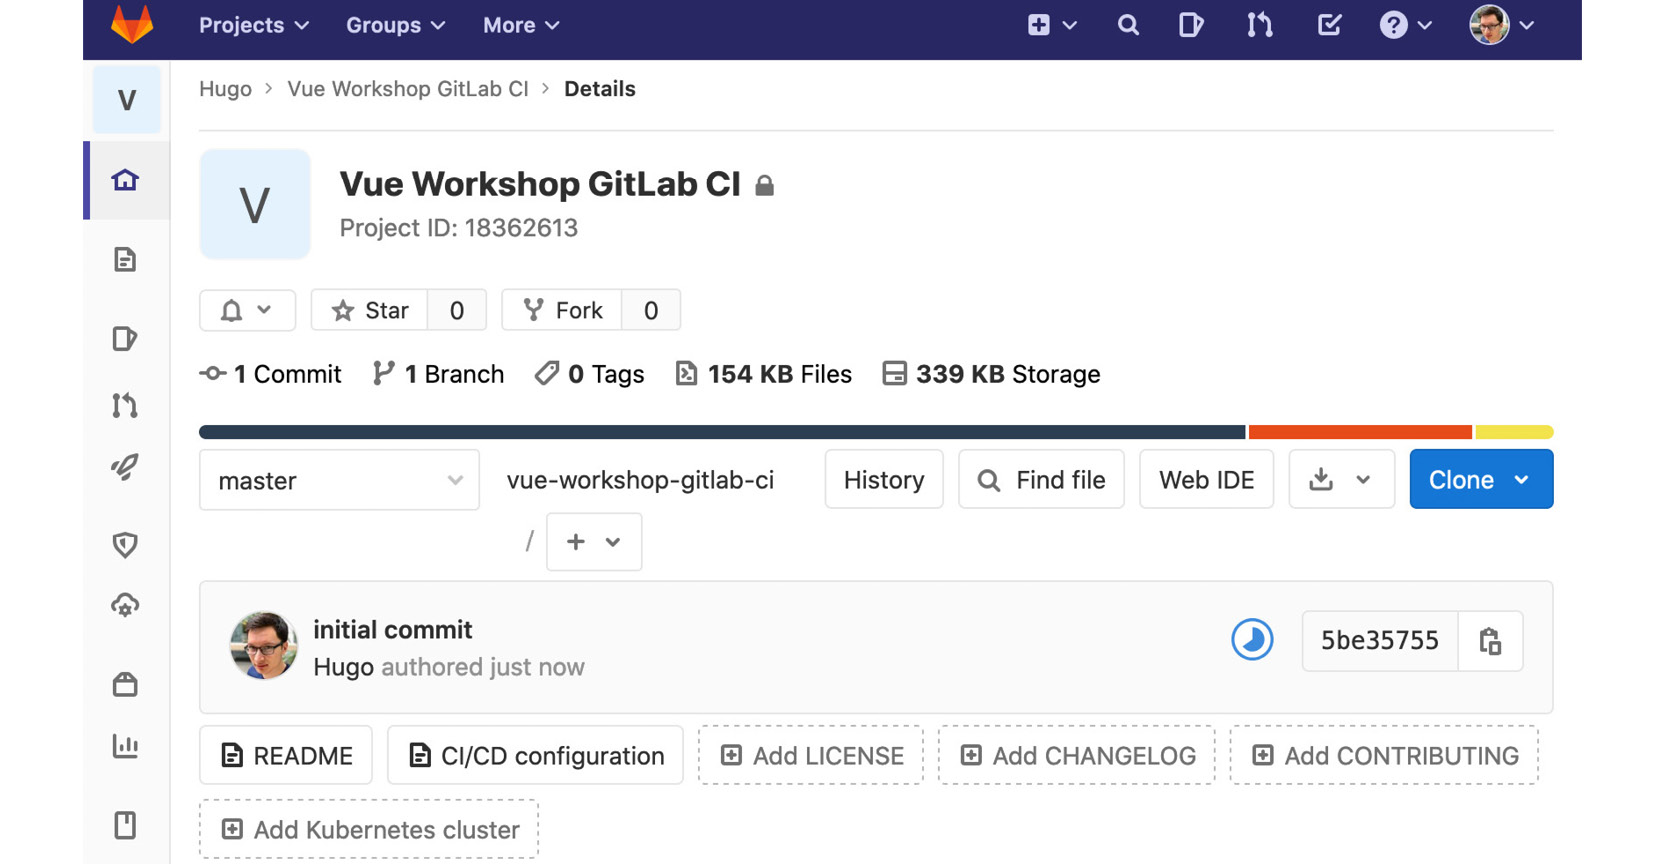 Projects Groups More
V
Hugo > Vue Workshop GitLab CI > Details
V
Vue Workshop GitLab CI
Project ID: 18362613
Star 0 Fork 0
1 Commit 1 Branch 0 Tags 154 KB Files 339 KB Storage
master vue-workshop-gitlab-ci History Find file Web IDE Clone
/ +
initial commit
Hugo authored just now
5be35755
README CI/CD configuration Add LICENSE Add CHANGELOG Add CONTRIBUTING
Add Kubernetes cluster